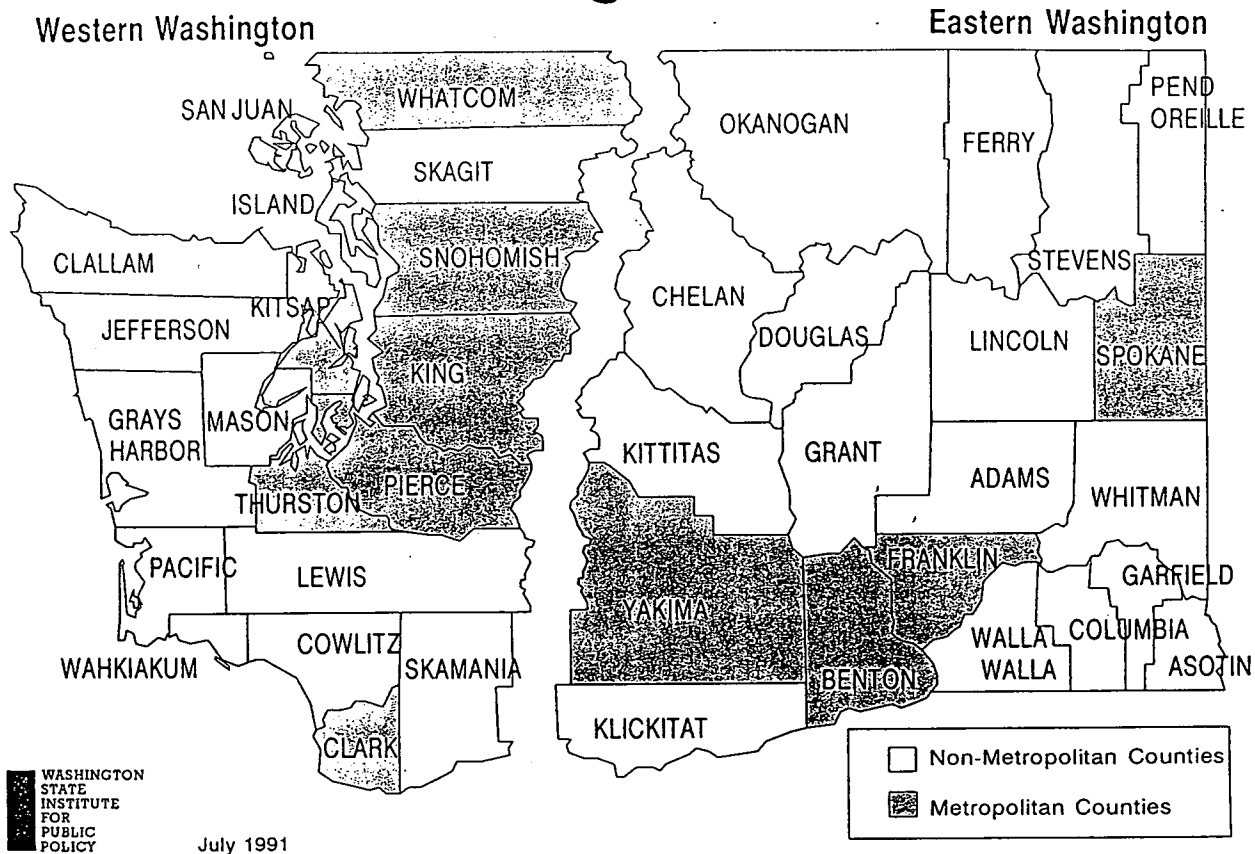 Western Washington
Eastern Washington
WHATCOM
SAN JUAN
SKAGIT
ISLAND
SNOHOMISH
CLALLAM
KITSAP
JEFFERSON
KING
GRAYS
HARBOR
MASON
PIERCE
THURSTON
PACIFIC
LEWIS
COWLITZ
WAHKIAKUM
SKAMANIA
CLARK
PEND
OREILLE
OKANOGAN
FERRY
STEVENS
CHELAN
DOUGLAS
LINCOLN
SPOKANE
KITTITAS
GRANT
ADAMS
WHITMAN
FRANKLIN
GARFIELD
YAKIMA
WALLA
WALLA
COLUMBIA
ASOTIN
BENTON
KLICKITAT
Non-Metropolitan Counties
Metropolitan Counties
WASHINGTON
STATE
INSTITUTE
FOR
PUBLIC
POLICY
July 1991